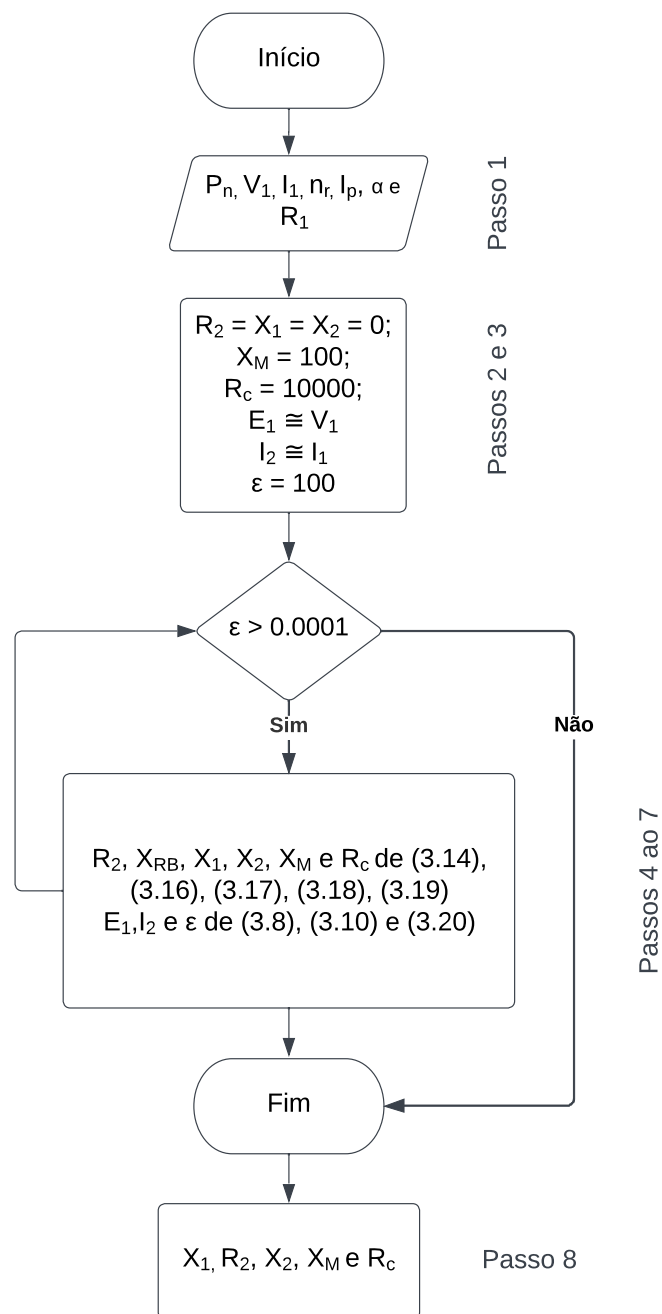 Início
Pn, V1, I1, nr, Ip, α e
R1
Passo 1
R2 = X1 = X2 = 0;
XM = 100;
Rc = 10000;
E1 ≅ V1
I2 ≅ I1
ε = 100
Passos 2 e 3
ε > 0.0001
Sim
Não
R2, XRB, X1, X2, XM e Rc de (3.14),
(3.16), (3.17), (3.18), (3.19)
E1,I2 e ε de (3.8), (3.10) e (3.20)
Passos 4 ao 7
Fim
X1, R2, X2, XM e Rc
Passo 8